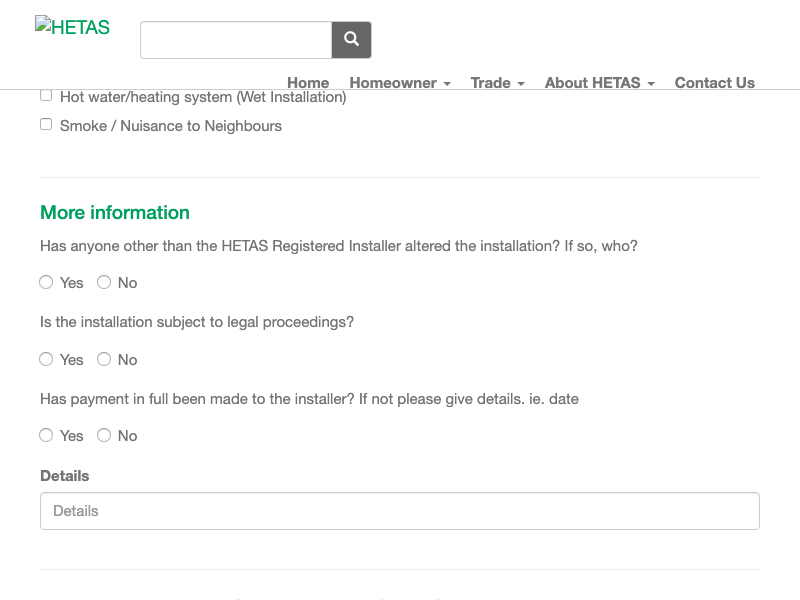 HETAS
Home Homeowner Trade About HETAS Contact Us
Hot water/heating system (Wet Installation)
Smoke / Nuisance to Neighbours
More information
Has anyone other than the HETAS Registered Installer altered the installation? If so, who?
Yes No
Is the installation subject to legal proceedings?
Yes No
Has payment in full been made to the installer? If not please give details. ie. date
Yes No
Details
Details